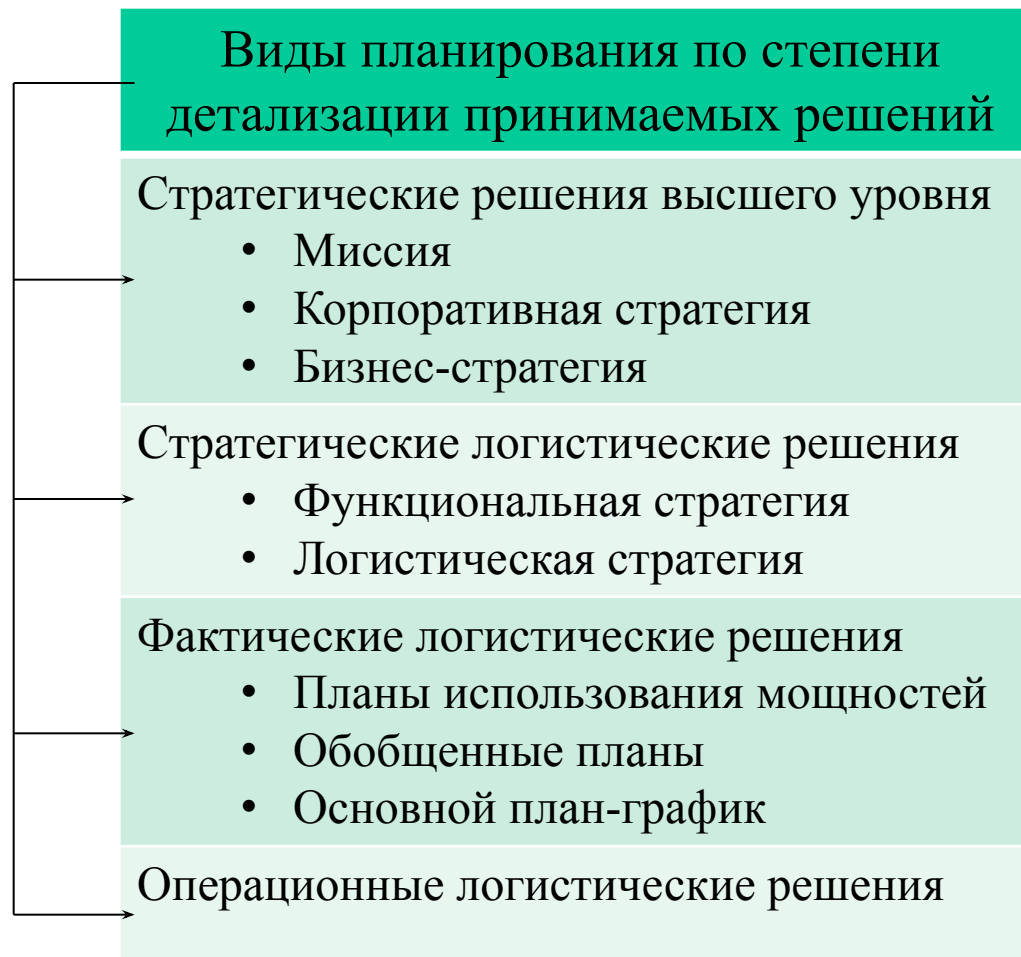 Виды планирования по степени
детализации принимаемых решений
Стратегические решения высшего уровня
• Миссия
• Корпоративная стратегия
• Бизнес-стратегия
Стратегические логистические решения
• Функциональная стратегия
• Логистическая стратегия
Фактические логистические решения
• Планы использования мощностей
• Обобщенные планы
• Основной план-график
Операционные логистические решения